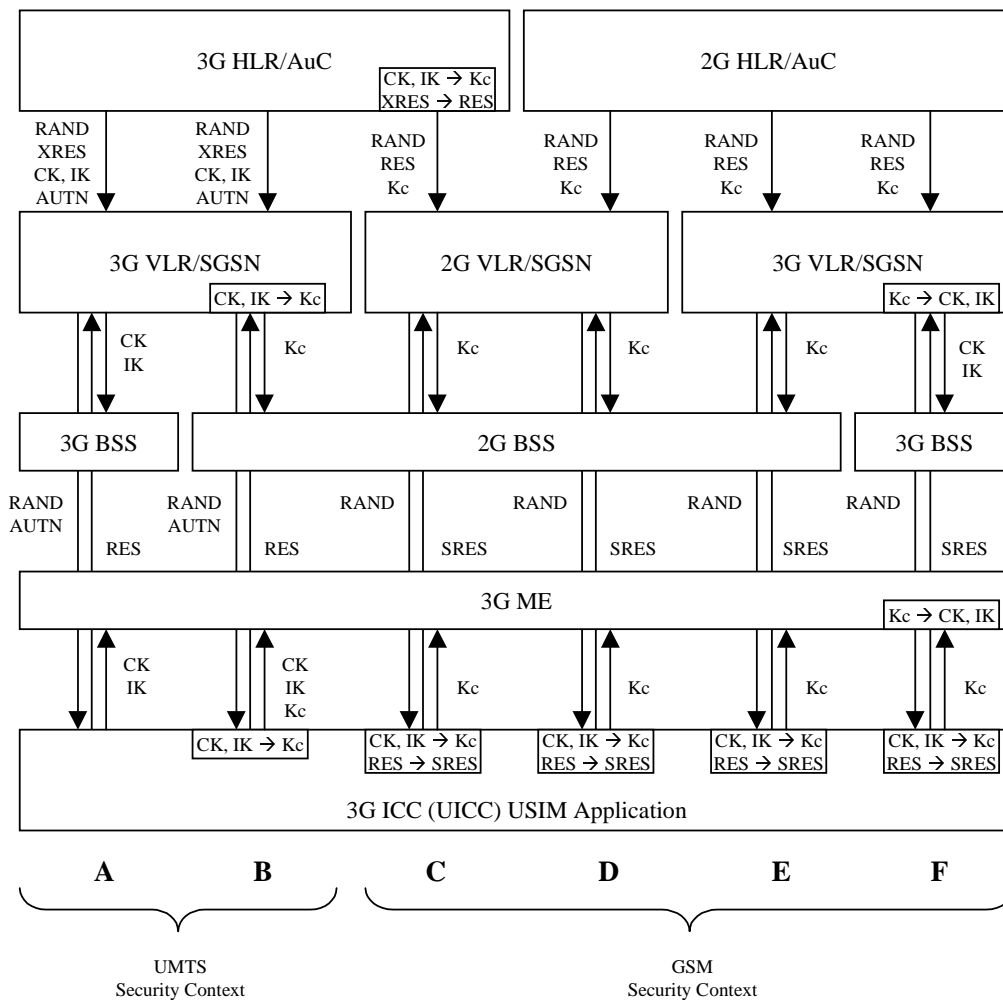 3G HLR/AuC
2G HLR/AuC
CK, IK → Kc
XRES → RES
RAND
XRES
CK, IK
AUTN
RAND
XRES
CK, IK
AUTN
RAND
RES
Kc
RAND
RES
Kc
RAND
RES
Kc
RAND
RES
Kc
3G VLR/SGSN
2G VLR/SGSN
3G VLR/SGSN
CK, IK → Kc
Kc → CK, IK
CK
IK
Kc
Kc
Kc
Kc
CK
IK
3G BSS
2G BSS
3G BSS
RAND
AUTN
RAND
AUTN
RAND
RAND
RAND
RAND
RES
RES
SRES
SRES
SRES
SRES
3G ME
Kc → CK, IK
CK
IK
CK
IK
Kc
Kc
Kc
Kc
Kc
CK, IK → Kc
CK, IK → Kc
RES → SRES
CK, IK → Kc
RES → SRES
CK, IK → Kc
RES → SRES
CK, IK → Kc
RES → SRES
3G ICC (UICC) USIM Application
A
B
C
D
E
F
UMTS
Security Context
GSM
Security Context